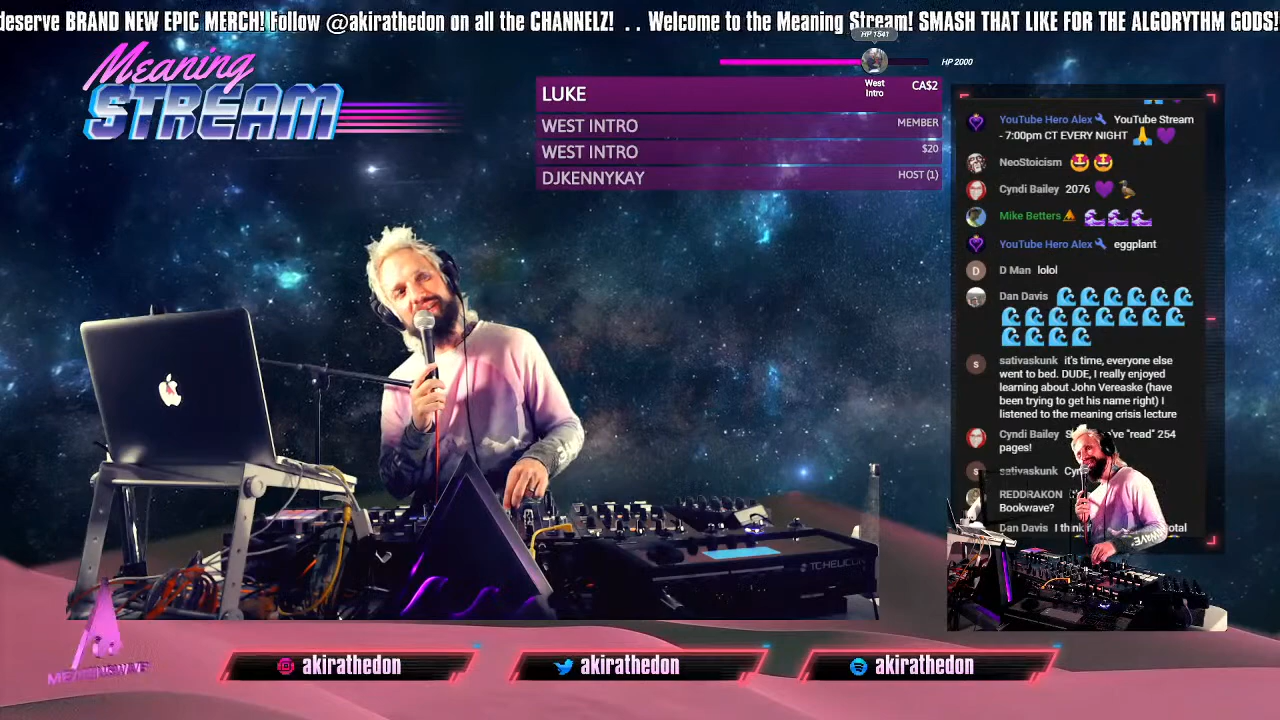 deserve BRAND NEW EPIC MERCH! Follow @akirathedon on all the CHANNELZ! . . Welcome to the Meaning Stream! SMASH THAT LIKE FOR THE ALGORYTHM GODS!
Meaning
STREAM
HP 1541
HP 2000
West
Intro
LUKE CA$2
WEST INTRO MEMBER
WEST INTRO $20
DJKENNYKAY HOST (1)
YouTube Hero Alex YouTube Stream
- 7:00pm CT EVERY NIGHT
NeoStoicism
Cyndi Bailey 2076
Mike Betters
YouTube Hero Alex eggplant
D Man lolol
Dan Davis
sativaskunk it's time, everyone else
went to bed. DUDE, I really enjoyed
learning about John Vereaske (have
been trying to get his name right) I
listened to the meaning crisis lecture
Cyndi Bailey "read" 254
pages!
sativaskunk
REDDRAKON
Bookwave?
Dan Davis I think
TC HELICON
MEANINGWAVE
akirathedon
akirathedon
akirathedon